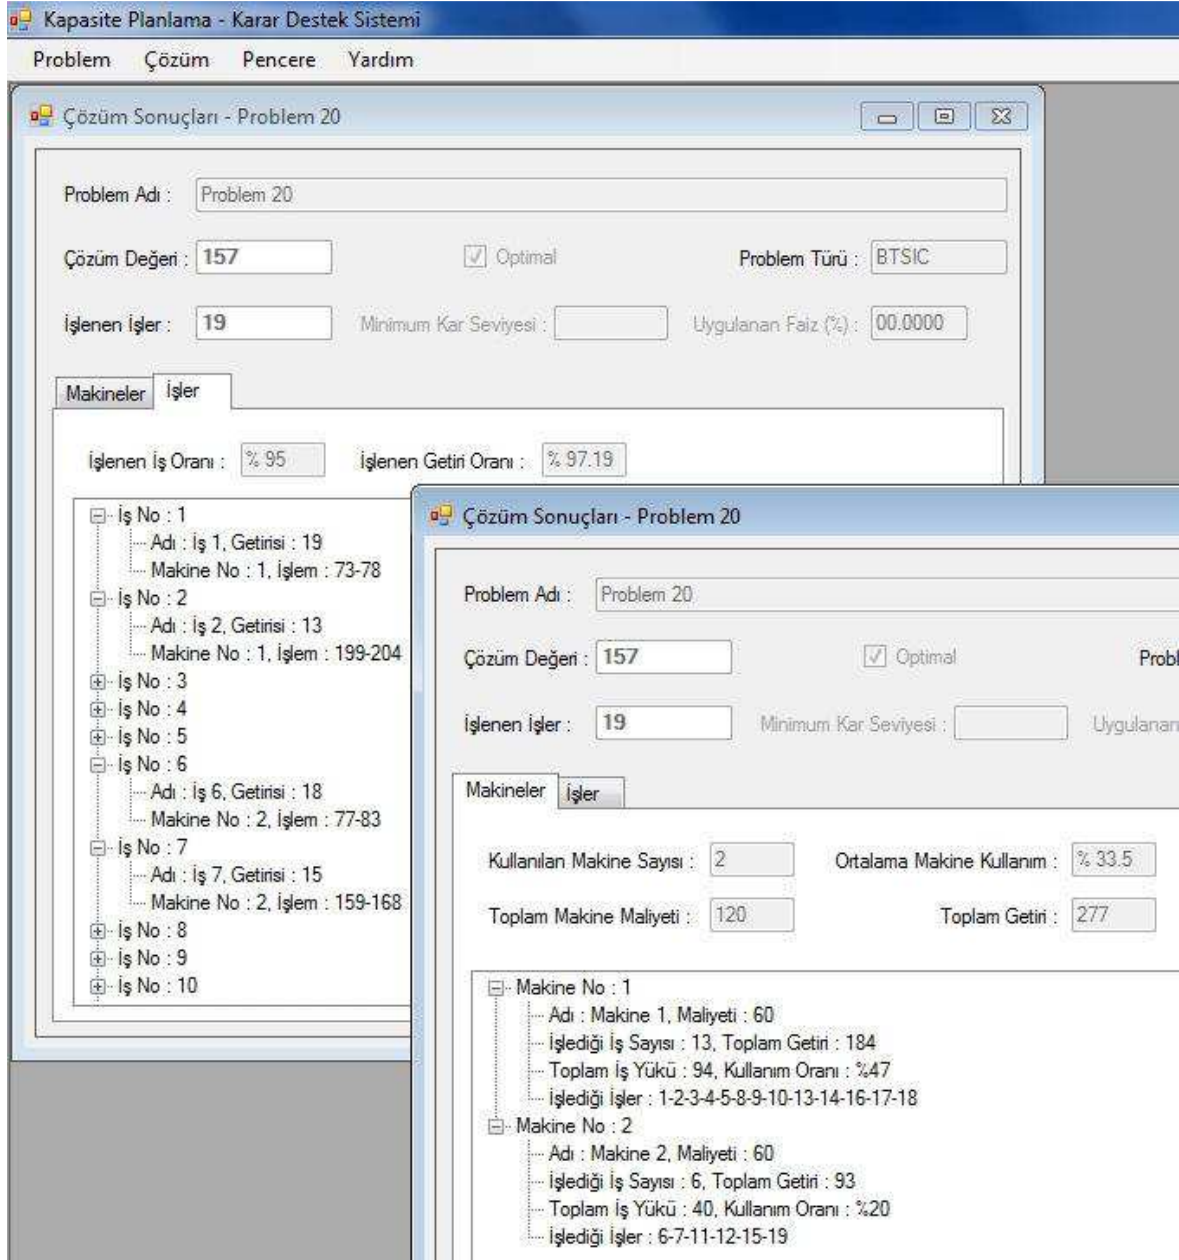 Kapasite Planlama - Karar Destek Sistemi
Problem Çözüm Pencere Yardım
Çözüm Sonuçları - Problem 20
Problem Adı : Problem 20
Çözüm Değeri : 157 Optimal Problem Türü : BTSIC
İşlenen İşler : 19 Minimum Kar Seviyesi : Uygulanan Faiz (%) : 00.0000
Makineler İşler
İşlenen İş Oranı : % 95 İşlenen Getiri Oranı : % 97.19
İş No : 1
Adı : İş 1, Getirisi : 19
Makine No : 1, İşlem : 73-78
İş No : 2
Adı : İş 2, Getirisi : 13
Makine No : 1, İşlem : 199-204
İş No : 3
İş No : 4
İş No : 5
İş No : 6
Adı : İş 6, Getirisi : 18
Makine No : 2, İşlem : 77-83
İş No : 7
Adı : İş 7, Getirisi : 15
Makine No : 2, İşlem : 159-168
İş No : 8
İş No : 9
İş No : 10
Çözüm Sonuçları - Problem 20
Problem Adı : Problem 20
Çözüm Değeri : 157 Optimal Probl
İşlenen İşler : 19 Minimum Kar Seviyesi : Uygulanan
Makineler İşler
Kullanılan Makine Sayısı : 2 Ortalama Makine Kullanım : % 33.5
Toplam Makine Maliyeti : 120 Toplam Getiri : 277
Makine No : 1
Adı : Makine 1, Maliyeti : 60
İşlediği İş Sayısı : 13, Toplam Getiri : 184
Toplam İş Yükü : 94, Kullanım Oranı : %47
İşlediği İşler : 1-2-3-4-5-8-9-10-13-14-16-17-18
Makine No : 2
Adı : Makine 2, Maliyeti : 60
İşlediği İş Sayısı : 6, Toplam Getiri : 93
Toplam İş Yükü : 40, Kullanım Oranı : %20
İşlediği İşler : 6-7-11-12-15-19